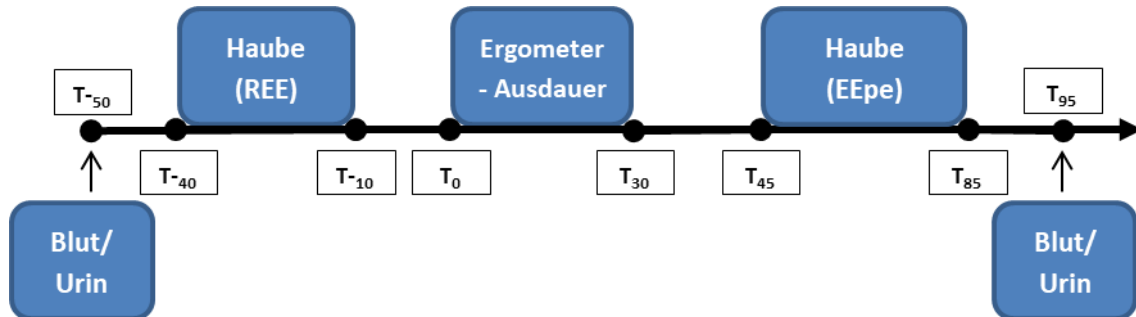 Haube
(REE)
Ergometer
- Ausdauer
Haube
(EEpe)
T-50
T95
T-40
T-10
T0
T30
T45
T85
Blut/
Urin
Blut/
Urin